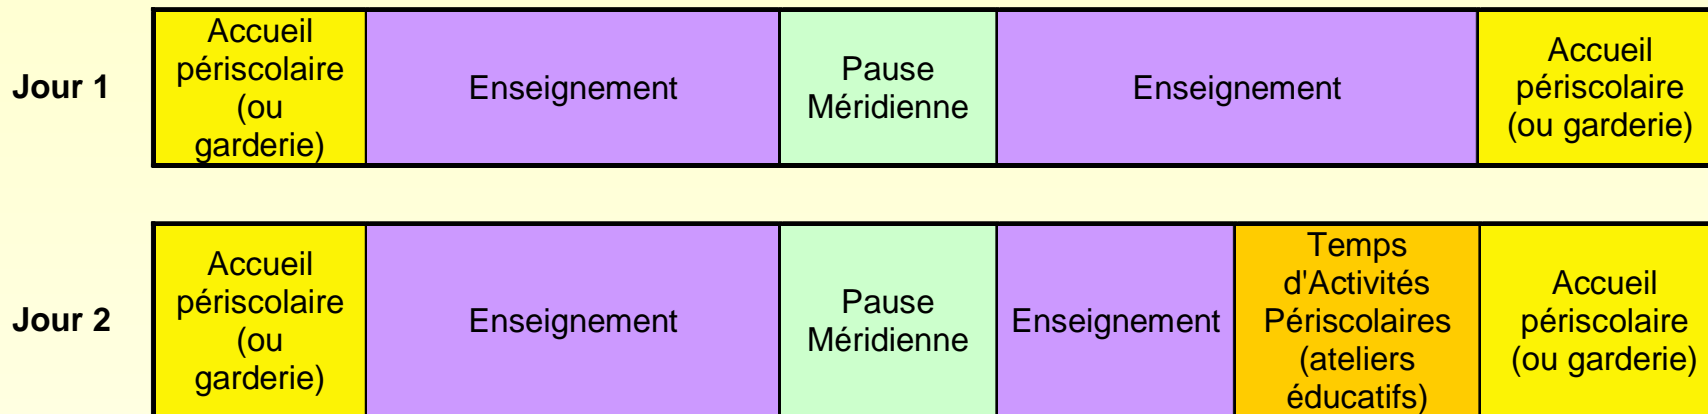 Jour 1
Accueil
périscolaire
(ou
garderie)
Enseignement
Pause
Méridienne
Enseignement
Accueil
périscolaire
(ou garderie)
Jour 2
Accueil
périscolaire
(ou
garderie)
Enseignement
Pause
Méridienne
Enseignement
Temps
d'Activités
Périscolaires
(ateliers
éducatifs)
Accueil
périscolaire
(ou garderie)